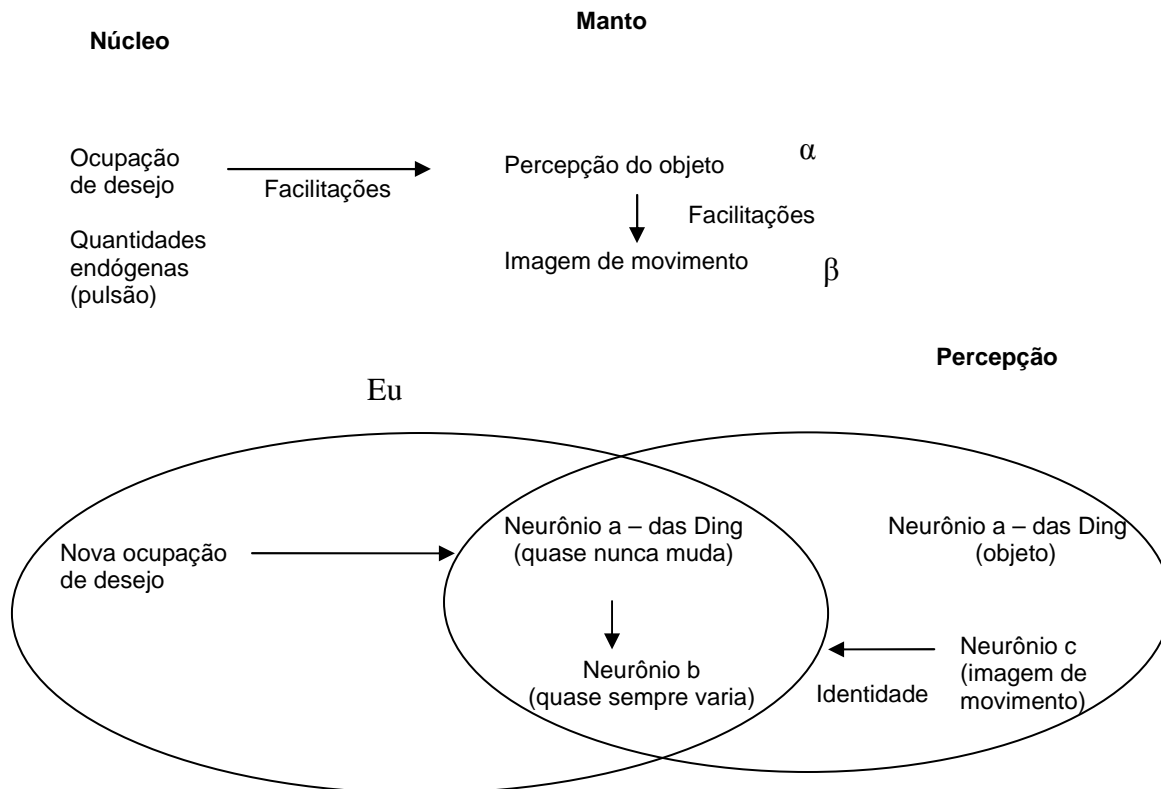 Núcleo
Manto
Ocupação
de desejo
Facilitações
Percepção do objeto
α
Facilitações
Quantidades
endógenas
(pulsão)
Imagem de movimento
β
Percepção
Eu
Nova ocupação
de desejo
Neurônio a – das Ding
(quase nunca muda)
Neurônio b
(quase sempre varia)
Neurônio a – das Ding
(objeto)
Identidade
Neurônio c
(imagem de
movimento)